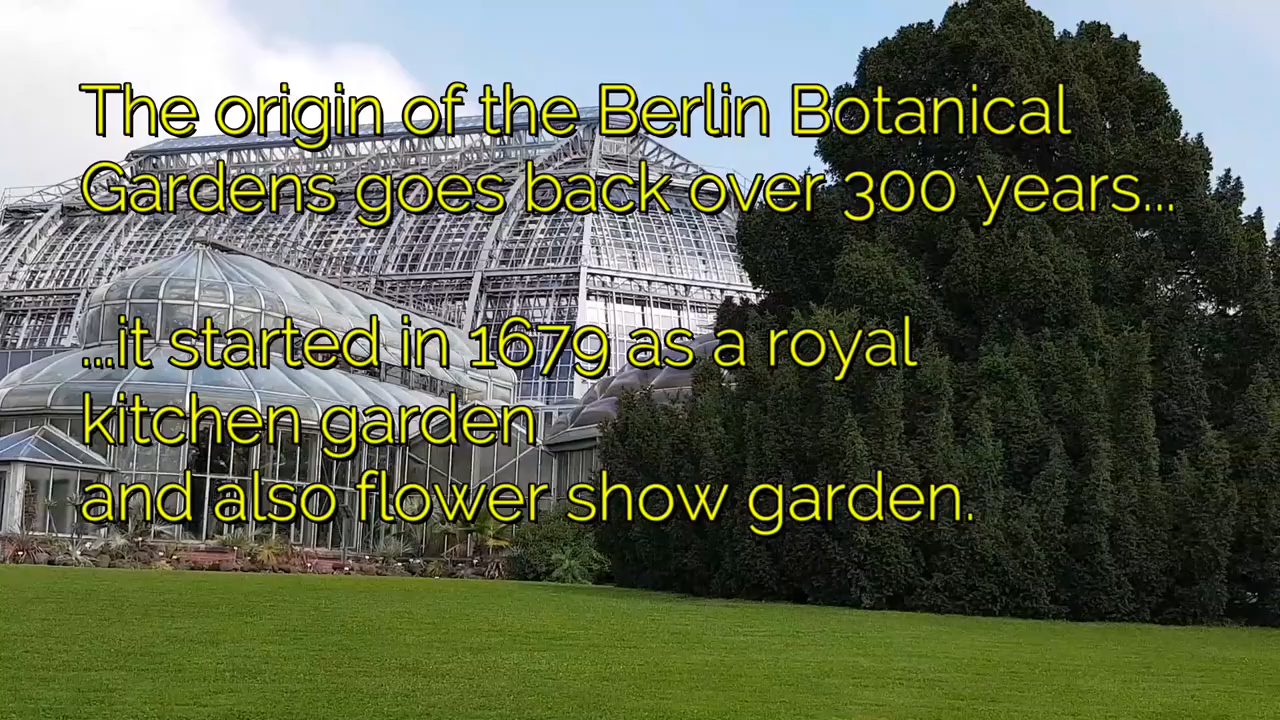 The origin of the Berlin Botanical
Gardens goes back over 300 years...
...it started in 1679 as a royal
kitchen garden
and also flower show garden.